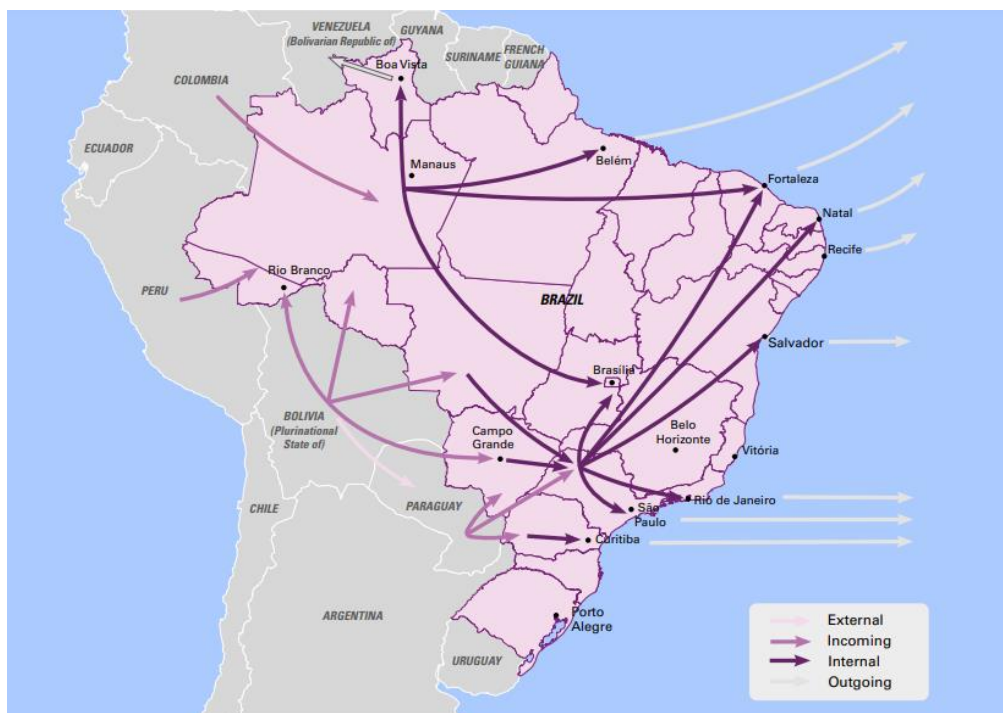 VENEZUELA
(Bolivarian Republic of)
GUYANA
SURINAME
FRENCH
GUIANA
Boa Vista
COLOMBIA
ECUADOR
Manaus
Belém
Fortaleza
Natal
Recife
Rio Branco
PERU
BRAZIL
Salvador
Brasília
BOLIVIA
(Plurinational
State of)
Campo
Grande
Belo
Horizonte
Vitória
PARAGUAY
CHILE
São
Paulo
Rio de Janeiro
Curitiba
ARGENTINA
Porto
Alegre
URUGUAY
External
Incoming
Internal
Outgoing